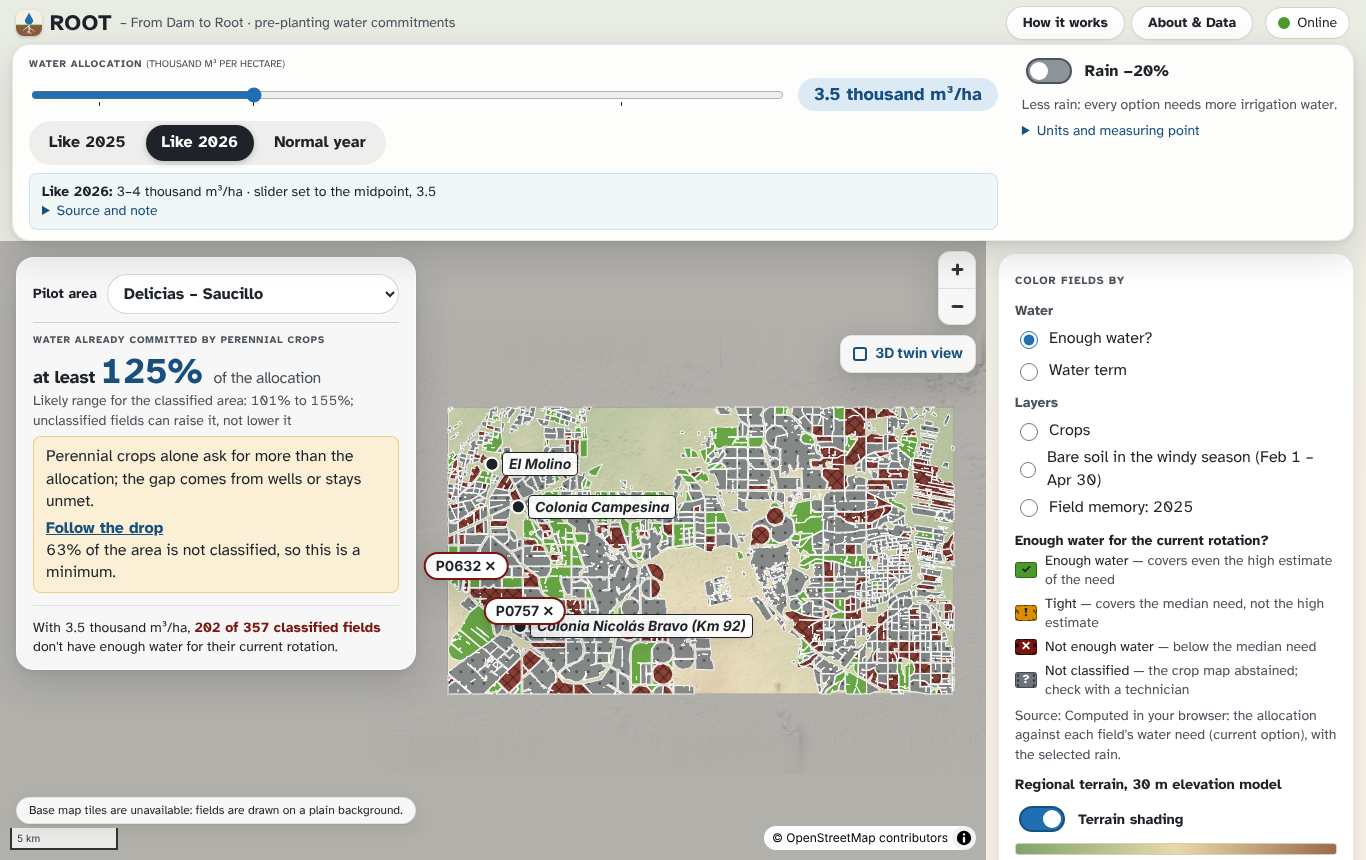 ROOT – From Dam to Root · pre-planting water commitments
How it works
About & Data
Online
WATER ALLOCATION (THOUSAND M³ PER HECTARE)
3.5 thousand m³/ha
Like 2025
Like 2026
Normal year
Like 2026: 3–4 thousand m³/ha · slider set to the midpoint, 3.5
Source and note
Rain −20%
Less rain: every option needs more irrigation water.
Units and measuring point
Pilot area
Delicias – Saucillo
WATER ALREADY COMMITTED BY PERENNIAL CROPS
at least 125% of the allocation
Likely range for the classified area: 101% to 155%;
unclassified fields can raise it, not lower it
Perennial crops alone ask for more than the
allocation; the gap comes from wells or stays
unmet.
Follow the drop
63% of the area is not classified, so this is a
minimum.
With 3.5 thousand m³/ha, 202 of 357 classified fields
don't have enough water for their current rotation.
+
−
3D twin view
El Molino
Colonia Campesina
P0632 ×
P0757 ×
Colonia Nicolás Bravo (Km 92)
Base map tiles are unavailable: fields are drawn on a plain background.
5 km
© OpenStreetMap contributors
COLOR FIELDS BY
Water
Enough water?
Water term
Layers
Crops
Bare soil in the windy season (Feb 1 –
Apr 30)
Field memory: 2025
Enough water for the current rotation?
Enough water — covers even the high estimate
of the need
Tight — covers the median need, not the high
estimate
Not enough water — below the median need
Not classified — the crop map abstained;
check with a technician
Source: Computed in your browser: the allocation
against each field's water need (current option), with
the selected rain.
Regional terrain, 30 m elevation model
Terrain shading